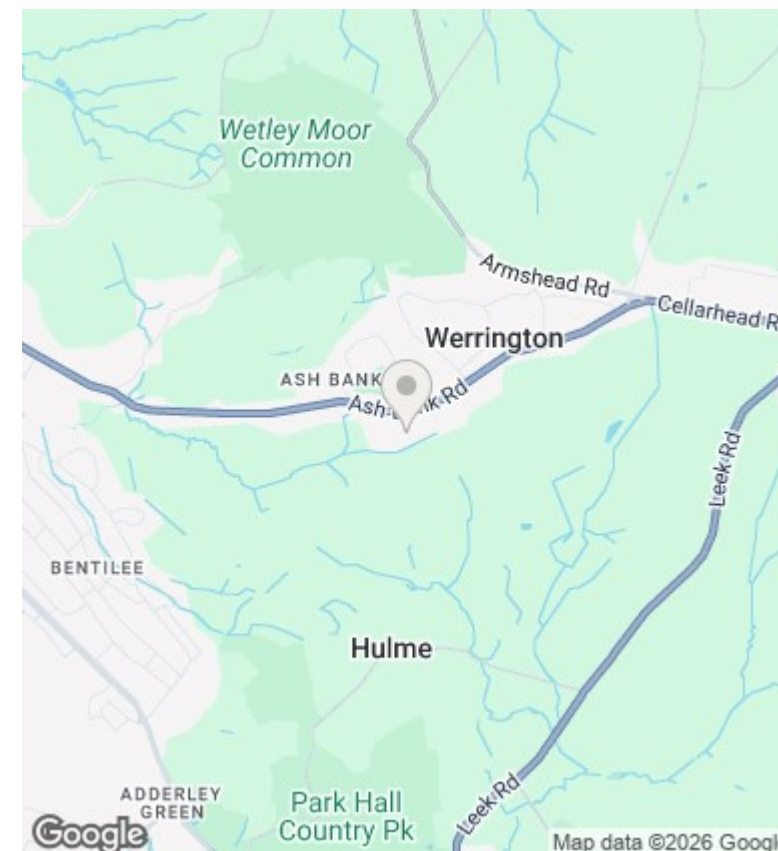 Wetley Moor
Common
Armshead Rd
Cellarhead R
Werrington
ASH BANK
Ash Bank Rd
Leek Rd
BENTILEE
Hulme
ADDERLEY
GREEN
Park Hall
Country Pk
Leek Rd
Google
Map data ©2026 Google